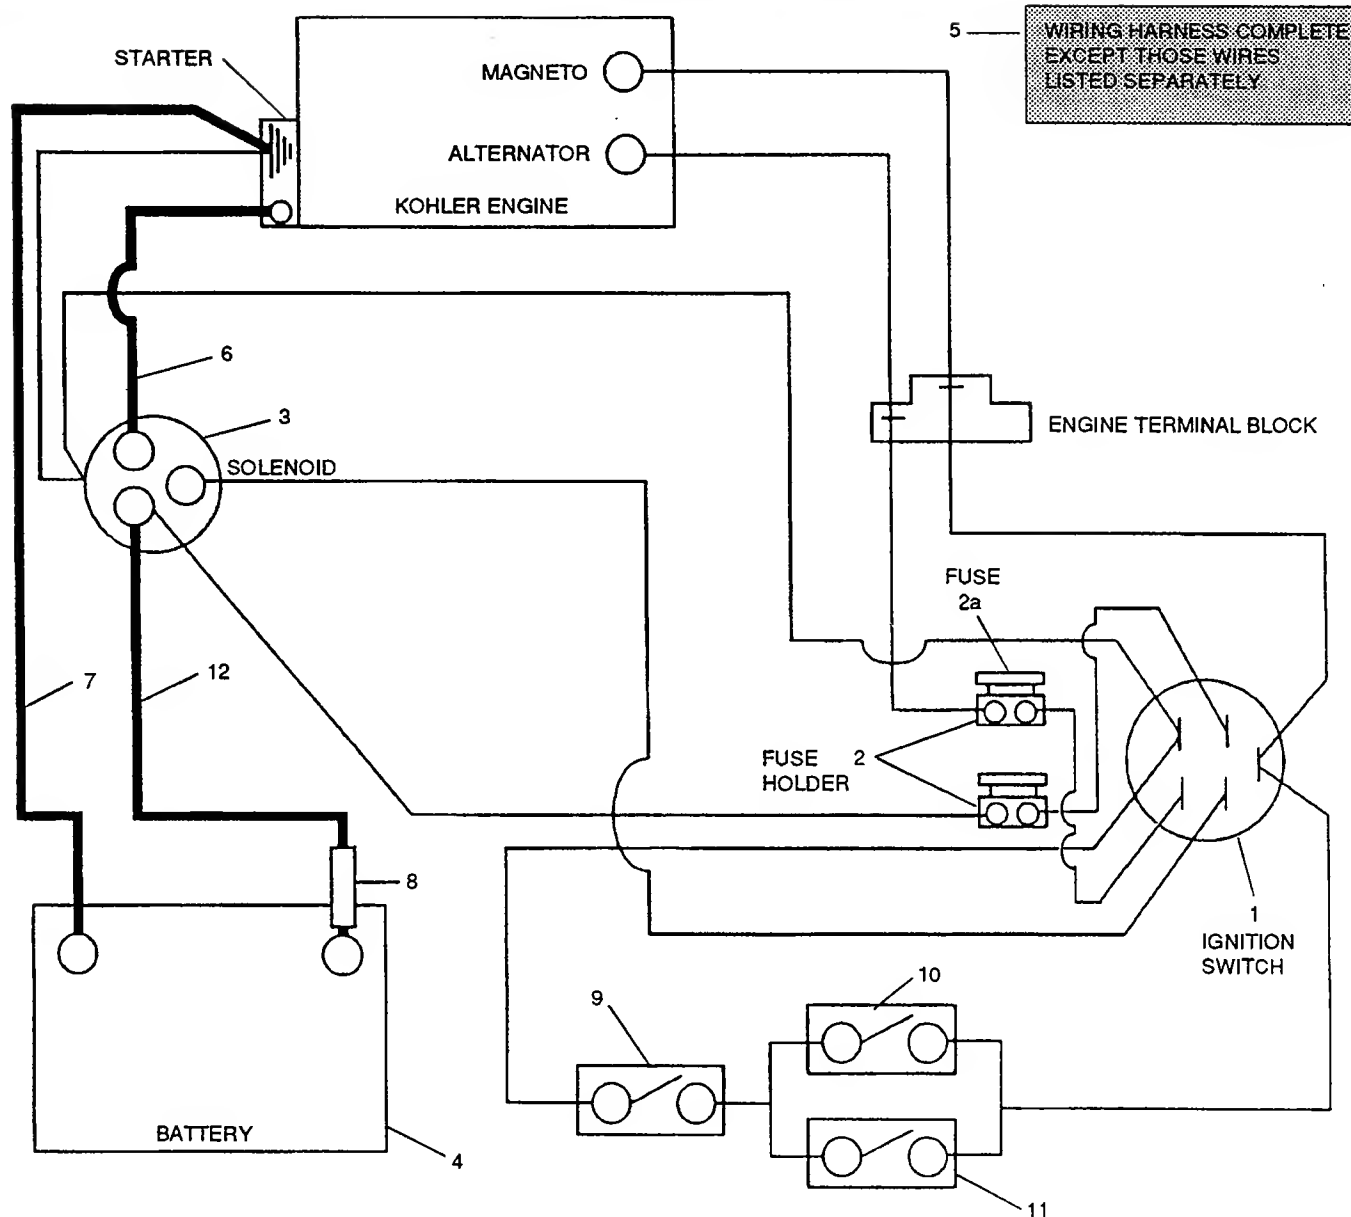 5
WIRING HARNESS COMPLETE
EXCEPT THOSE WIRES
LISTED SEPARATELY
STARTER
MAGNETO
ALTERNATOR
KOHLER ENGINE
6
3
ENGINE TERMINAL BLOCK
SOLENOID
FUSE
2a
7
12
FUSE
HOLDER
2
8
1
IGNITION
SWITCH
10
9
BATTERY
4
11